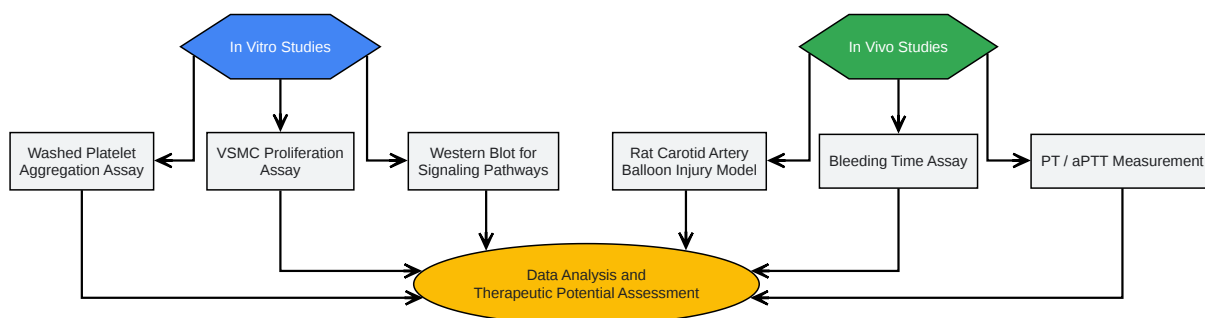 In Vitro Studies
In Vivo Studies
Washed Platelet
Aggregation Assay
VSMC Proliferation
Assay
Western Blot for
Signaling Pathways
Rat Carotid Artery
Balloon Injury Model
Bleeding Time Assay
PT / aPTT Measurement
Data Analysis and
Therapeutic Potential Assessment